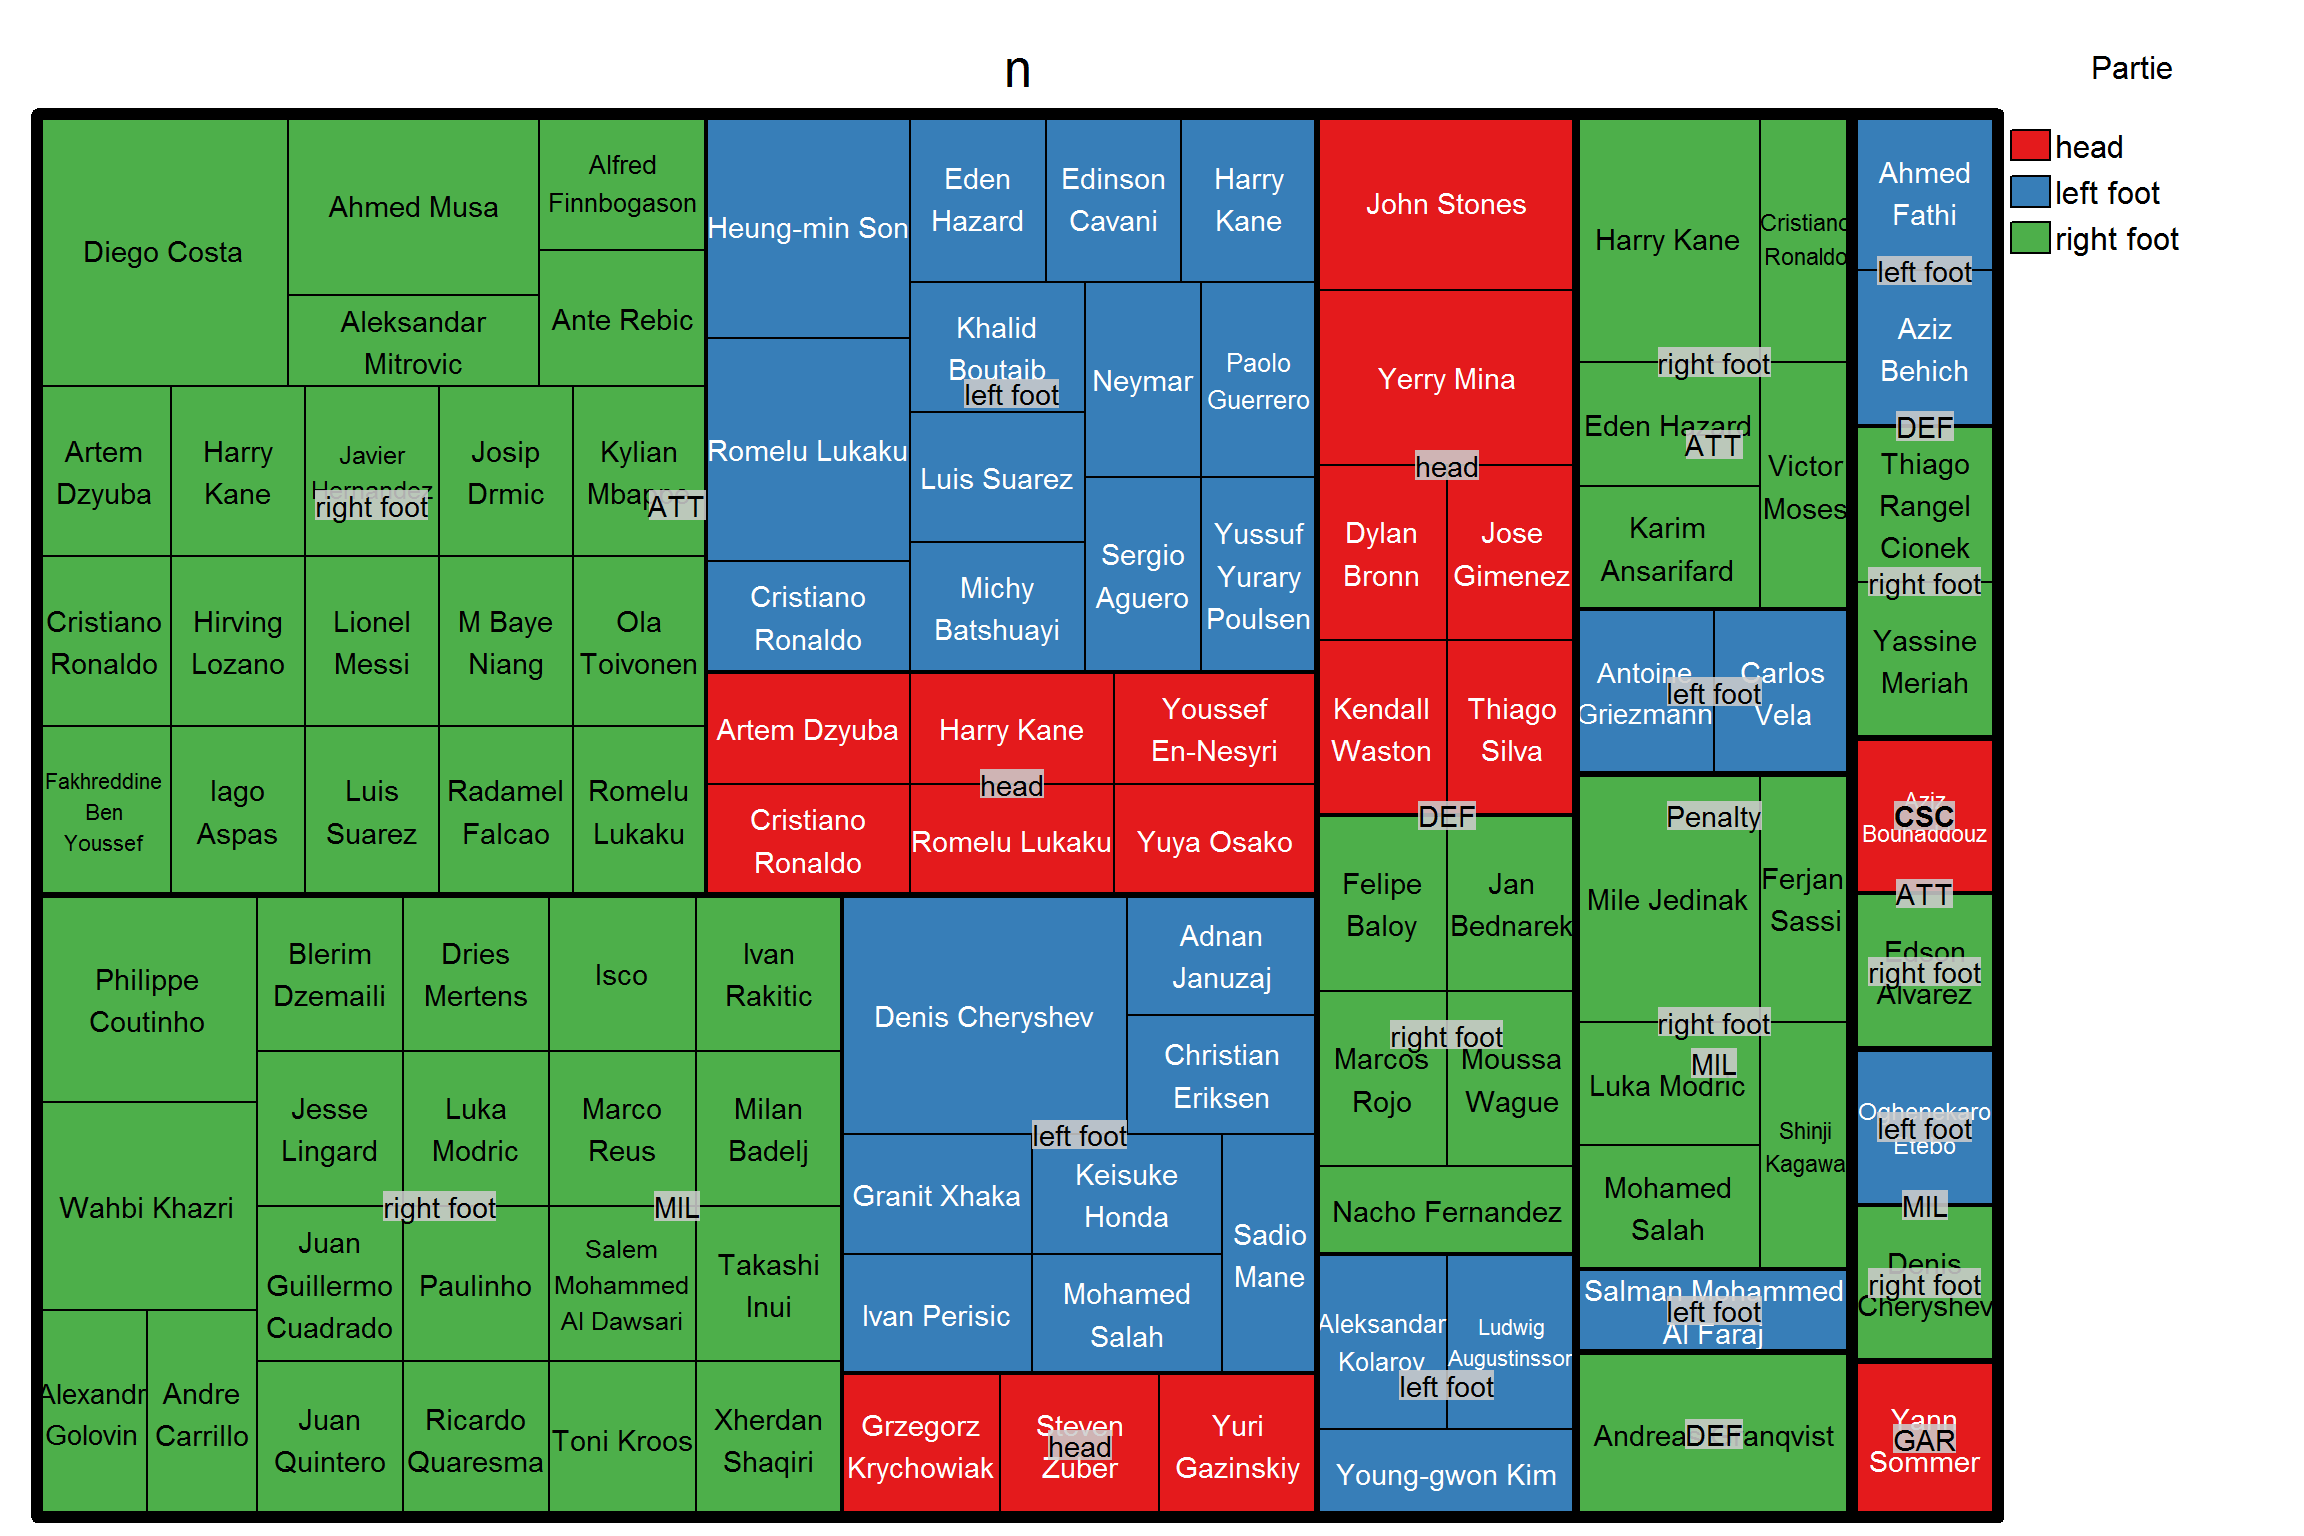 n
Partie
head
left foot
right foot
Diego Costa
Ahmed Musa
Alfred
Finnbogason
Aleksandar
Mitrovic
Ante Rebic
Artem
Dzyuba
Harry
Kane
Javier
Hernandez
right foot
Josip
Drmic
Kylian
ATT
Cristiano
Ronaldo
Hirving
Lozano
Lionel
Messi
M Baye
Niang
Ola
Toivonen
Fakhreddine
Ben
Youssef
Iago
Aspas
Luis
Suarez
Radamel
Falcao
Romelu
Lukaku
Heung-min Son
Romelu Lukaku
Cristiano
Ronaldo
Eden
Hazard
Edinson
Cavani
Harry
Kane
Khalid
Boutaib
left foot
Neymar
Paolo
Guerrero
Luis Suarez
Michy
Batshuayi
Sergio
Aguero
Yussuf
Yurary
Poulsen
Artem Dzyuba
Harry Kane
Youssef
En-Nesyri
head
Cristiano
Ronaldo
Romelu Lukaku
Yuya Osako
Philippe
Coutinho
Wahbi Khazri
Alexandr
Golovin
Andre
Carrillo
Blerim
Dzemaili
Dries
Mertens
Isco
Ivan
Rakitic
Jesse
Lingard
Luka
Modric
Marco
Reus
Milan
Badelj
right foot
MIL
Juan
Guillermo
Cuadrado
Paulinho
Salem
Mohammed
Al Dawsari
Takashi
Inui
Juan
Quintero
Ricardo
Quaresma
Toni Kroos
Xherdan
Shaqiri
Denis Cheryshev
Adnan
Januzaj
Christian
Eriksen
left foot
Granit Xhaka
Keisuke
Honda
Sadio
Mane
Ivan Perisic
Mohamed
Salah
Grzegorz
Krychowiak
Steven
head
Zuber
Yuri
Gazinskiy
John Stones
Yerry Mina
head
Dylan
Bronn
Jose
Gimenez
Kendall
Waston
Thiago
Silva
DEF
Felipe
Baloy
Jan
Bednarek
right foot
Marcos
Rojo
Moussa
Wague
Nacho Fernandez
Aleksandar
Kolarov
Ludwig
Augustinsson
left foot
Young-gwon Kim
Harry Kane
Cristiano
Ronaldo
right foot
Eden Hazard
ATT
Victor
Moses
Karim
Ansarifard
Antoine
Griezmann
left foot
Carlos
Vela
Penalty
Mile Jedinak
Ferjani
Sassi
right foot
MIL
Luka Modric
Shinji
Kagawa
Mohamed
Salah
Salman Mohammed
left foot
Al Faraj
DEF
Ahmed
Fathi
left foot
Aziz
Behich
DEF
Thiago
Rangel
Cionek
right foot
Yassine
Meriah
Aziz
CSC
Bouhaddouz
ATT
Edson
right foot
Alvarez
Oghenekaro
left foot
Etebo
MIL
Denis
right foot
Cheryshev
Yann
GAR
Sommer